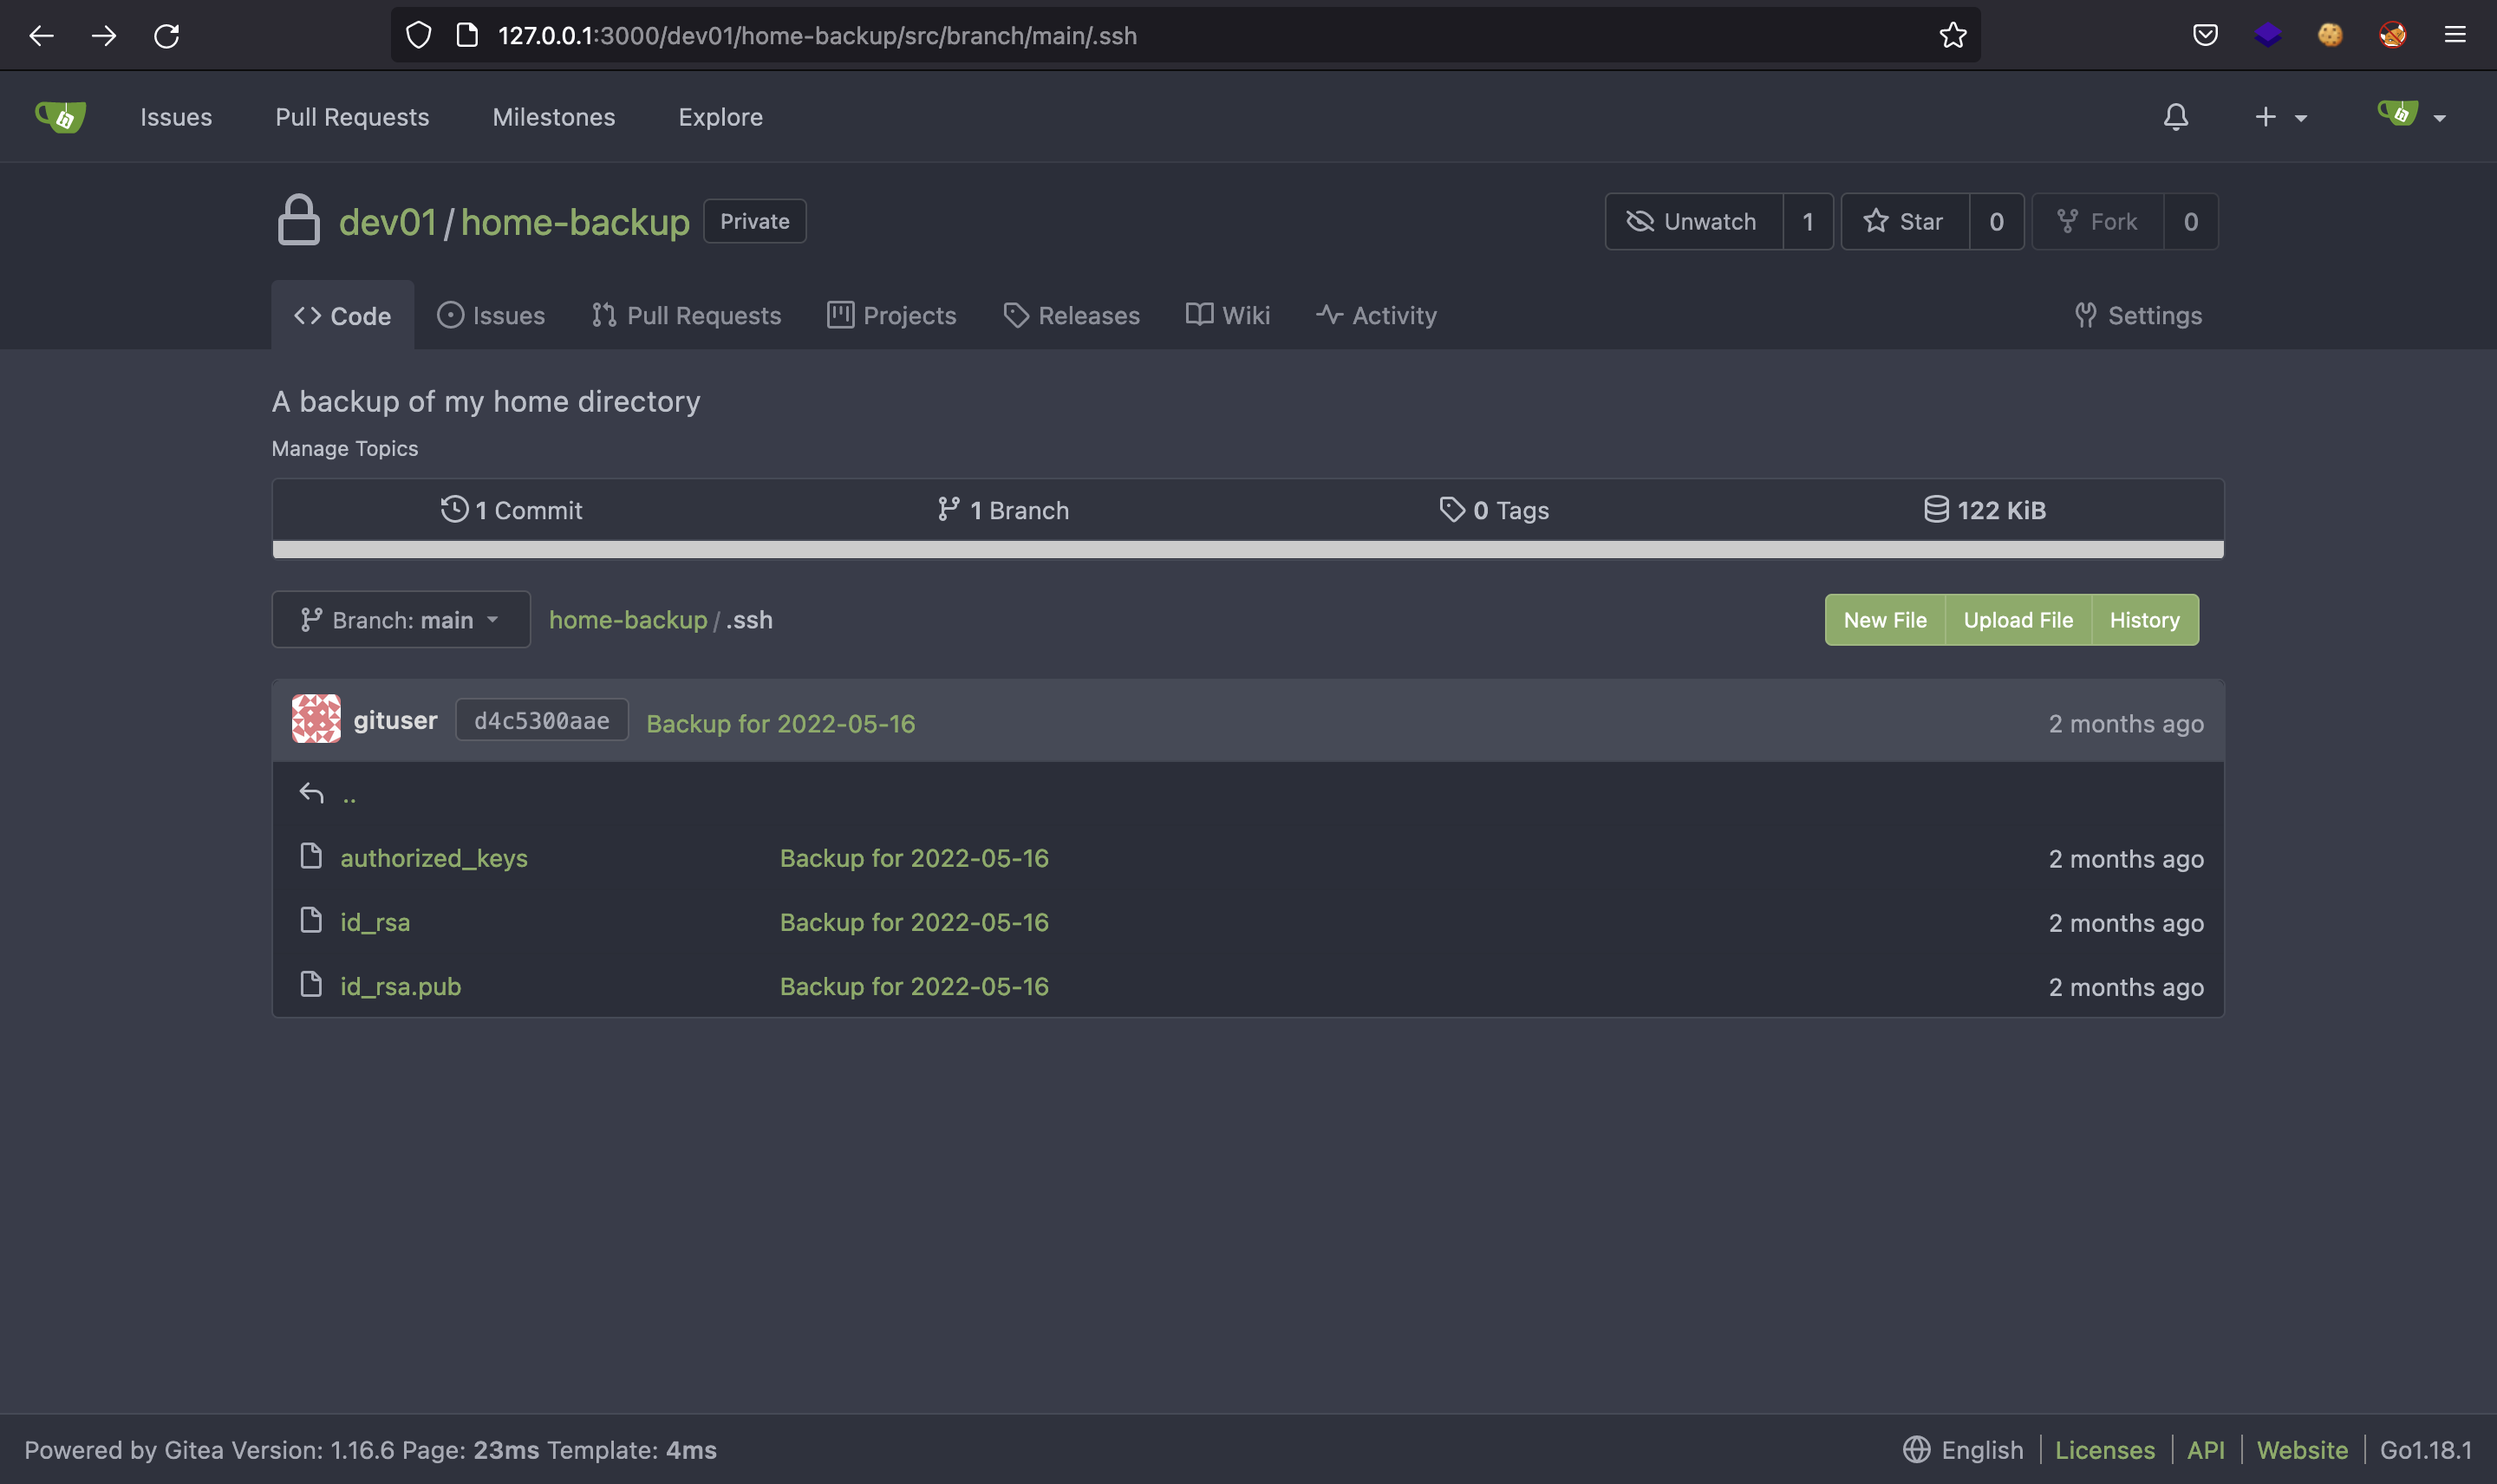 127.0.0.1:3000/dev01/home-backup/src/branch/main/.ssh
Issues Pull Requests Milestones Explore
dev01/home-backup Private Unwatch 1 Star 0 Fork 0
Code Issues Pull Requests Projects Releases Wiki Activity Settings
A backup of my home directory
Manage Topics
1 Commit 1 Branch 0 Tags 122 KiB
Branch: main home-backup/.ssh New File Upload File History
gituser d4c5300aae Backup for 2022-05-16 2 months ago
..
authorized_keys Backup for 2022-05-16 2 months ago
id_rsa Backup for 2022-05-16 2 months ago
id_rsa.pub Backup for 2022-05-16 2 months ago
Powered by Gitea Version: 1.16.6 Page: 23ms Template: 4ms English Licenses API Website Go1.18.1